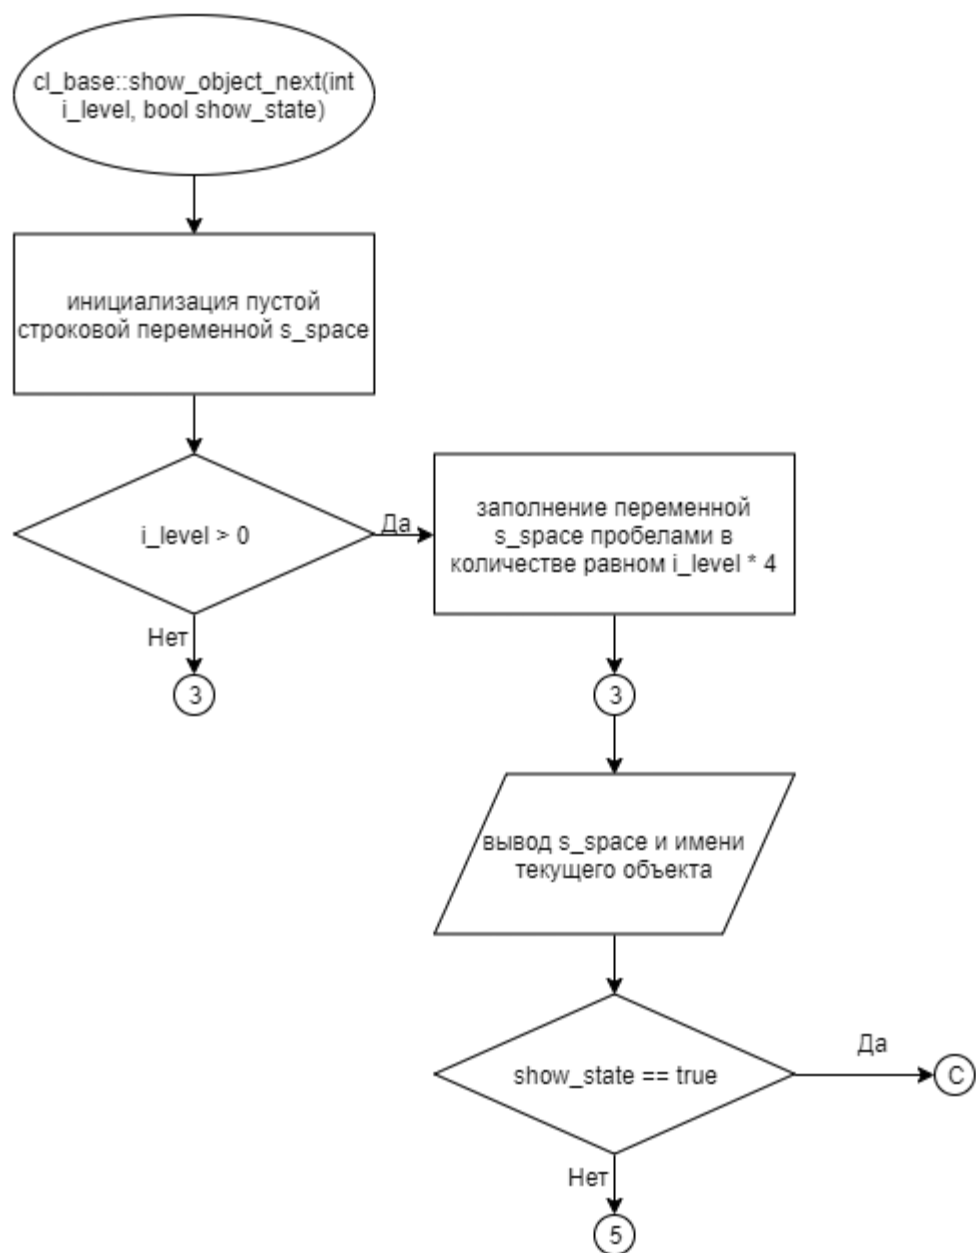 cl_base::show_object_next(int
i_level, bool show_state)
инициализация пустой
строковой переменной s_space
i_level > 0
Да
заполнение переменной
s_space пробелами в
количестве равном i_level * 4
Нет
3
3
вывод s_space и имени
текущего объекта
show_state == true
Да
C
Нет
5